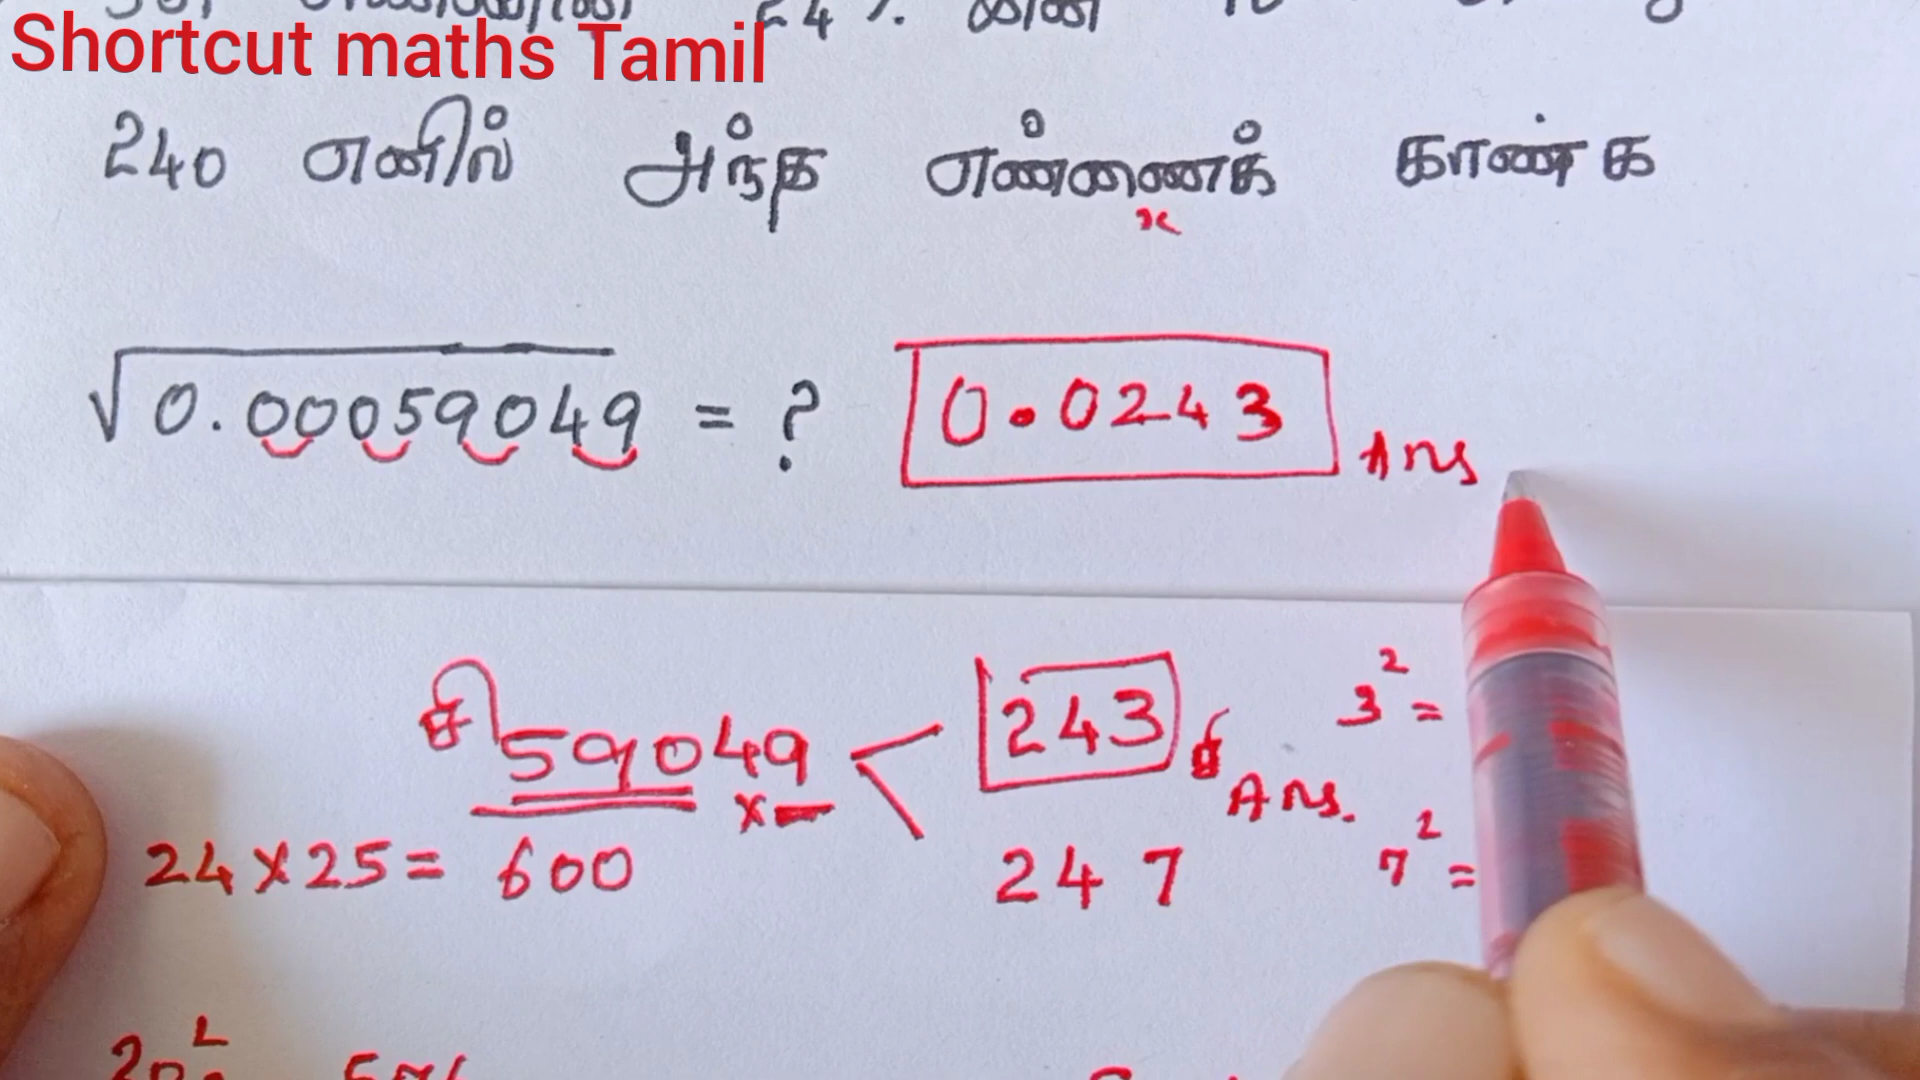 24%
Shortcut maths Tamil
240 எனில் அந்த எண்ணைக் காண்க
x
√0.00059049 = ? 0.0243 Ans
சி 59049 < 243 சி Ans. 3² =
x
24×25 = 600 247 7² =